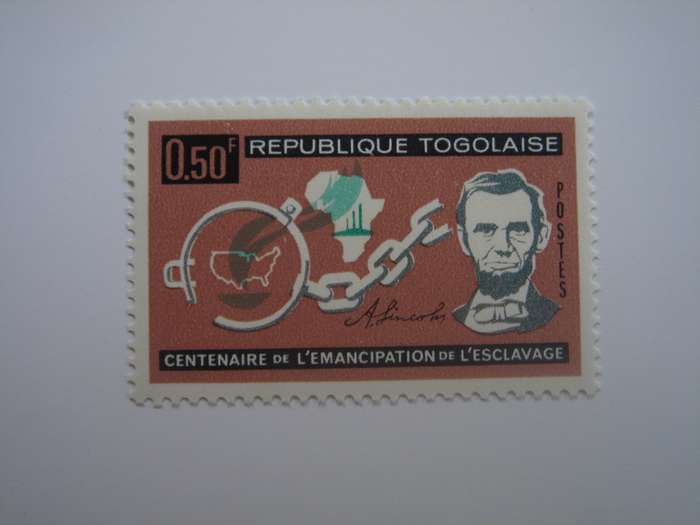 0.50F
REPUBLIQUE TOGOLAISE
POSTES
A. Lincoln
CENTENAIRE DE L'EMANCIPATION DE L'ESCLAVAGE